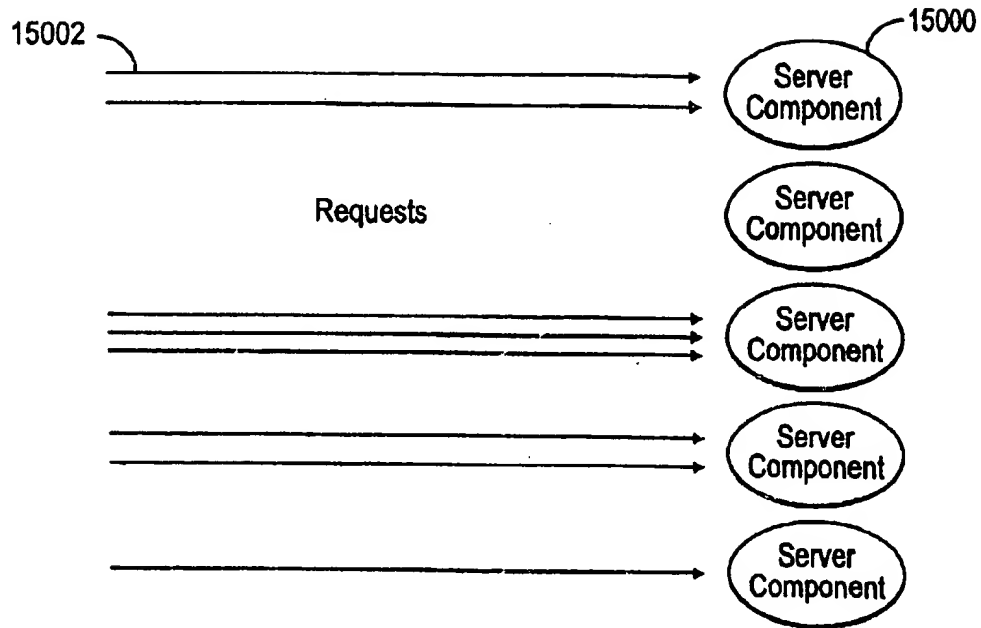 15002
15000
Server
Component
Server
Component
Requests
Server
Component
Server
Component
Server
Component